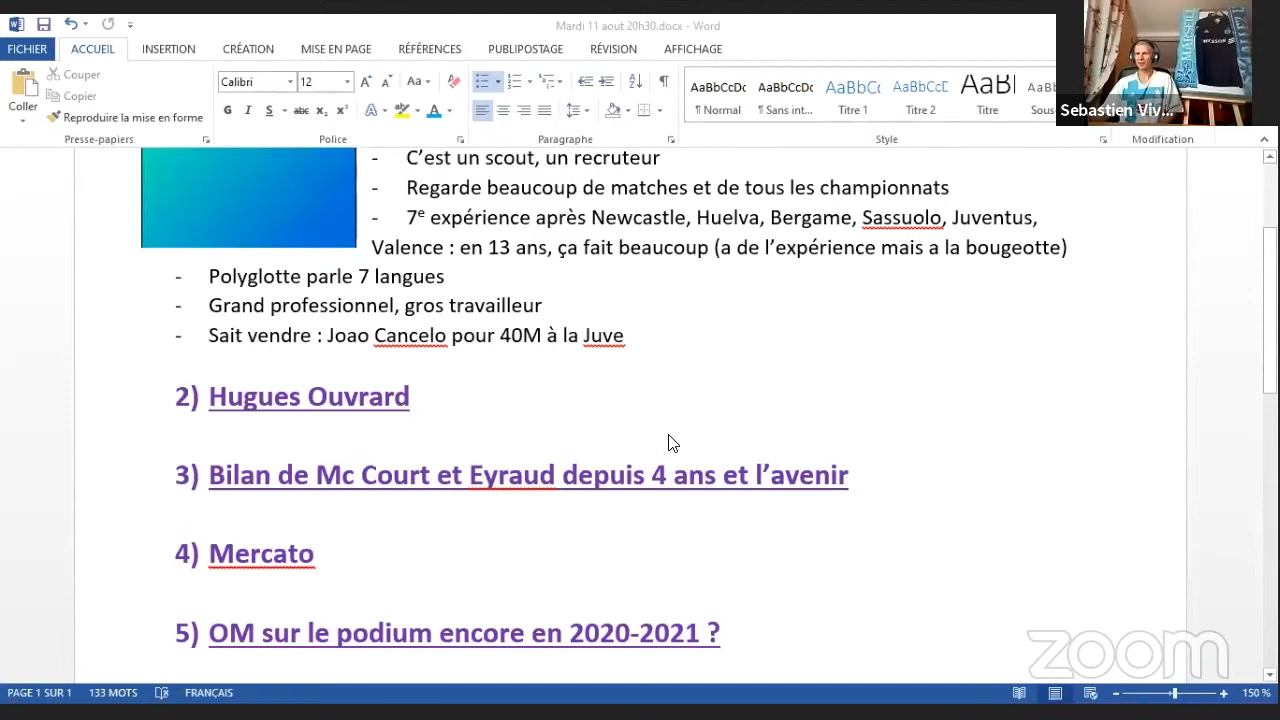 Mardi 11 aout 20h30.docx - Word
FICHIER ACCUEIL INSERTION CRÉATION MISE EN PAGE RÉFÉRENCES PUBLIPOSTAGE RÉVISION AFFICHAGE
Coller
Couper
Copier
Reproduire la mise en forme
Calibri 12
G I S abc x₂ x²
AaBbCcDc AaBbCcDc AaBbCc AaBbCcD AaBl AaBb
¶ Normal ¶ Sans int... Titre 1 Titre 2 Titre Sous
Presse-papiers Police Paragraphe Style Modification
MARSEILL
Sebastien Viv...
- C’est un scout, un recruteur
- Regarde beaucoup de matches et de tous les championnats
- 7e expérience après Newcastle, Huelva, Bergame, Sassuolo, Juventus,
Valence : en 13 ans, ça fait beaucoup (a de l’expérience mais a la bougeotte)
- Polyglotte parle 7 langues
- Grand professionnel, gros travailleur
- Sait vendre : Joao Cancelo pour 40M à la Juve
2) Hugues Ouvrard
3) Bilan de Mc Court et Eyraud depuis 4 ans et l’avenir
4) Mercato
5) OM sur le podium encore en 2020-2021 ?
zoom
PAGE 1 SUR 1 133 MOTS FRANÇAIS 150 %